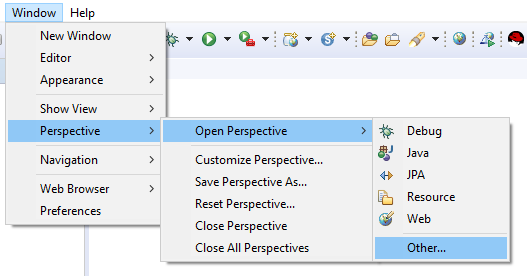 Window Help
New Window
Editor
Appearance
Show View
Perspective
Navigation
Web Browser
Preferences
Open Perspective
Customize Perspective...
Save Perspective As...
Reset Perspective...
Close Perspective
Close All Perspectives
Debug
Java
JPA
Resource
Web
Other...